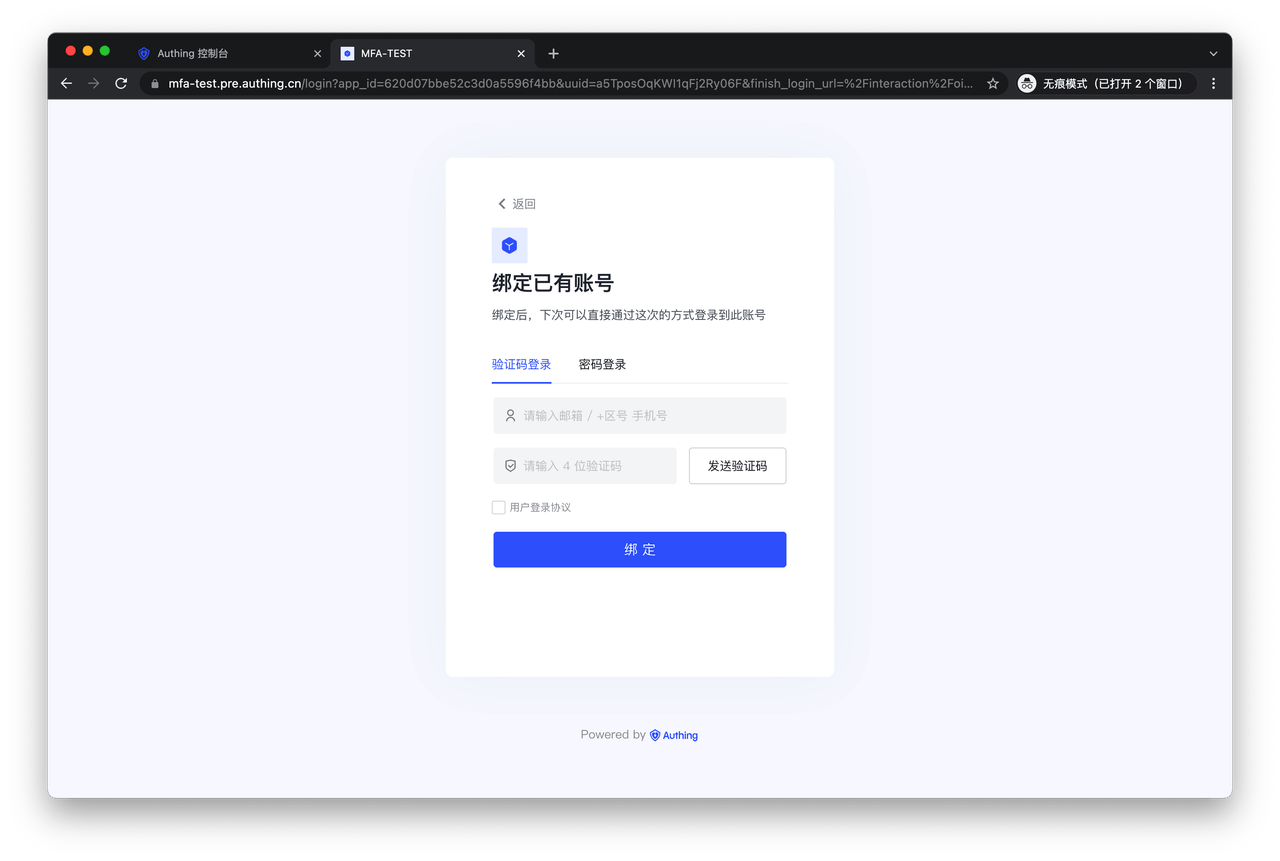 Authing 控制台
MFA-TEST
mfa-test.pre.authing.cn/login?app_id=620d07bbe52c3d0a5596f4bb&uuid=a5TposOqKWI1qFj2Ry06F&finish_login_url=%2Finteraction%2Foi...
无痕模式（已打开 2 个窗口）
返回
绑定已有账号
绑定后，下次可以直接通过这次的方式登录到此账号
验证码登录 密码登录
请输入邮箱 / +区号 手机号
请输入 4 位验证码 发送验证码
用户登录协议
绑 定
Powered by Authing